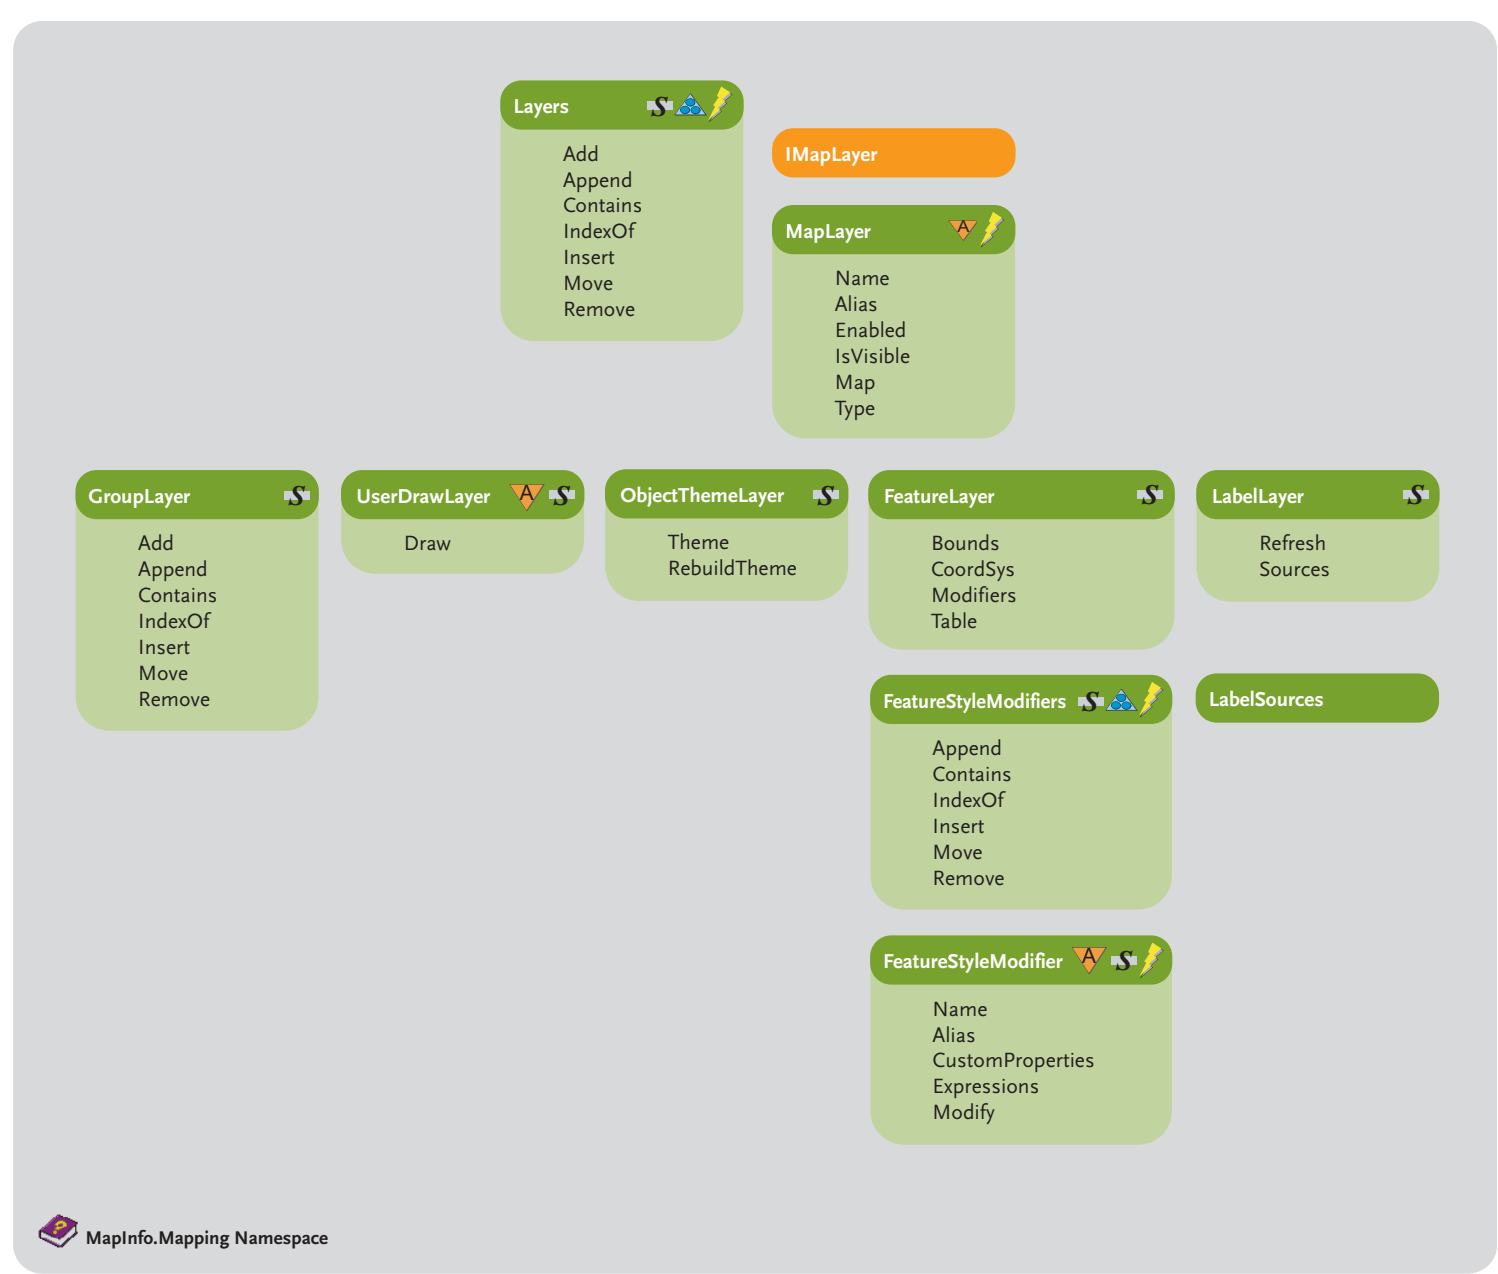 Layers S
Add
Append
Contains
IndexOf
Insert
Move
Remove
IMapLayer
MapLayer A
Name
Alias
Enabled
IsVisible
Map
Type
GroupLayer S
Add
Append
Contains
IndexOf
Insert
Move
Remove
UserDrawLayer A S
Draw
ObjectThemeLayer S
Theme
RebuildTheme
FeatureLayer S
Bounds
CoordSys
Modifiers
Table
LabelLayer S
Refresh
Sources
FeatureStyleModifiers S
Append
Contains
IndexOf
Insert
Move
Remove
LabelSources
FeatureStyleModifier A S
Name
Alias
CustomProperties
Expressions
Modify
? MapInfo.Mapping Namespace